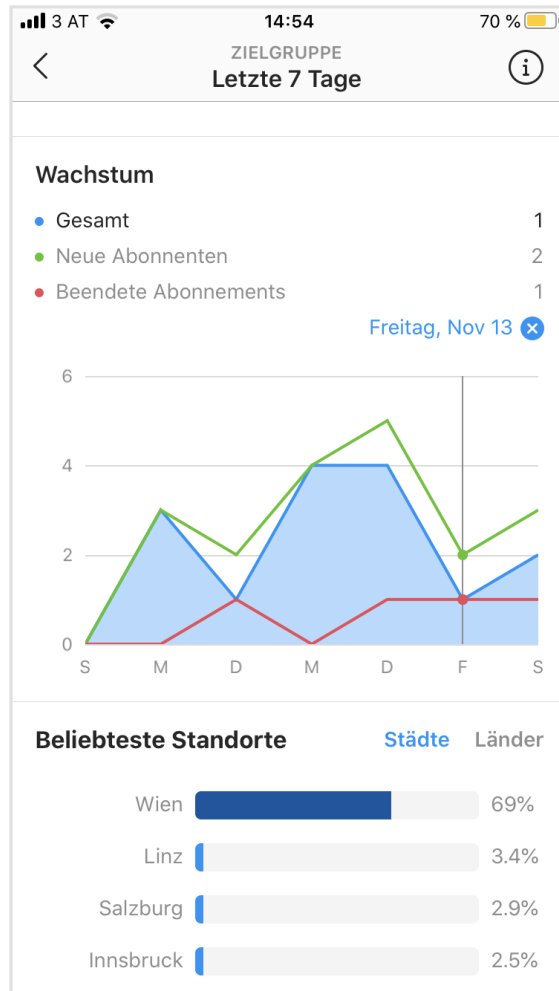 3 AT 14:54 70 %
ZIELGRUPPE
Letzte 7 Tage
Wachstum
Gesamt 1
Neue Abonnenten 2
Beendete Abonnements 1
Freitag, Nov 13
6
4
2
0
S M D M D F S
Beliebteste Standorte Städte Länder
Wien 69%
Linz 3.4%
Salzburg 2.9%
Innsbruck 2.5%